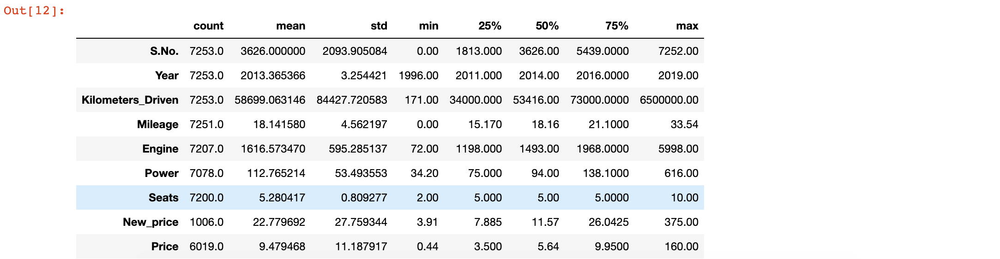 Out[12]:
count mean std min 25% 50% 75% max
S.No. 7253.0 3626.000000 2093.905084 0.00 1813.000 3626.00 5439.0000 7252.00
Year 7253.0 2013.365366 3.254421 1996.00 2011.000 2014.00 2016.0000 2019.00
Kilometers_Driven 7253.0 58699.063146 84427.720583 171.00 34000.000 53416.00 73000.0000 6500000.00
Mileage 7251.0 18.141580 4.562197 0.00 15.170 18.16 21.1000 33.54
Engine 7207.0 1616.573470 595.285137 72.00 1198.000 1493.00 1968.0000 5998.00
Power 7078.0 112.765214 53.493553 34.20 75.000 94.00 138.1000 616.00
Seats 7200.0 5.280417 0.809277 2.00 5.000 5.00 5.0000 10.00
New_price 1006.0 22.779692 27.759344 3.91 7.885 11.57 26.0425 375.00
Price 6019.0 9.479468 11.187917 0.44 3.500 5.64 9.9500 160.00